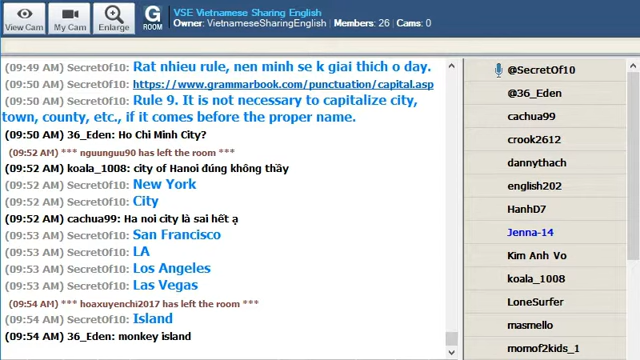 View Cam
My Cam
Enlarge
G
ROOM
VSE Vietnamese Sharing English
Owner: VietnameseSharingEnglish | Members: 26 | Cams: 0
(09:49 AM) SecretOf10: Rat nhieu rule, nen minh se k giai thich o day.
(09:50 AM) SecretOf10: https://www.grammarbook.com/punctuation/capital.asp
(09:50 AM) SecretOf10: Rule 9. It is not necessary to capitalize city,
town, county, etc., if it comes before the proper name.
(09:50 AM) 36_Eden: Ho Chi Minh City?
(09:52 AM) *** nguunguu90 has left the room ***
(09:52 AM) koala_1008: city of Hanoi đúng không thầy
(09:52 AM) SecretOf10: New York
(09:52 AM) SecretOf10: City
(09:52 AM) cachua99: Ha noi city là sai hết ạ
(09:53 AM) SecretOf10: San Francisco
(09:53 AM) SecretOf10: LA
(09:53 AM) SecretOf10: Los Angeles
(09:53 AM) SecretOf10: Las Vegas
(09:54 AM) *** hoaxuyenchi2017 has left the room ***
(09:54 AM) SecretOf10: Island
(09:54 AM) 36_Eden: monkey island
@SecretOf10
@36_Eden
cachua99
crook2612
dannythach
english202
HanhD7
Jenna-14
Kim Anh Vo
koala_1008
LoneSurfer
masmello
momof2kids_1